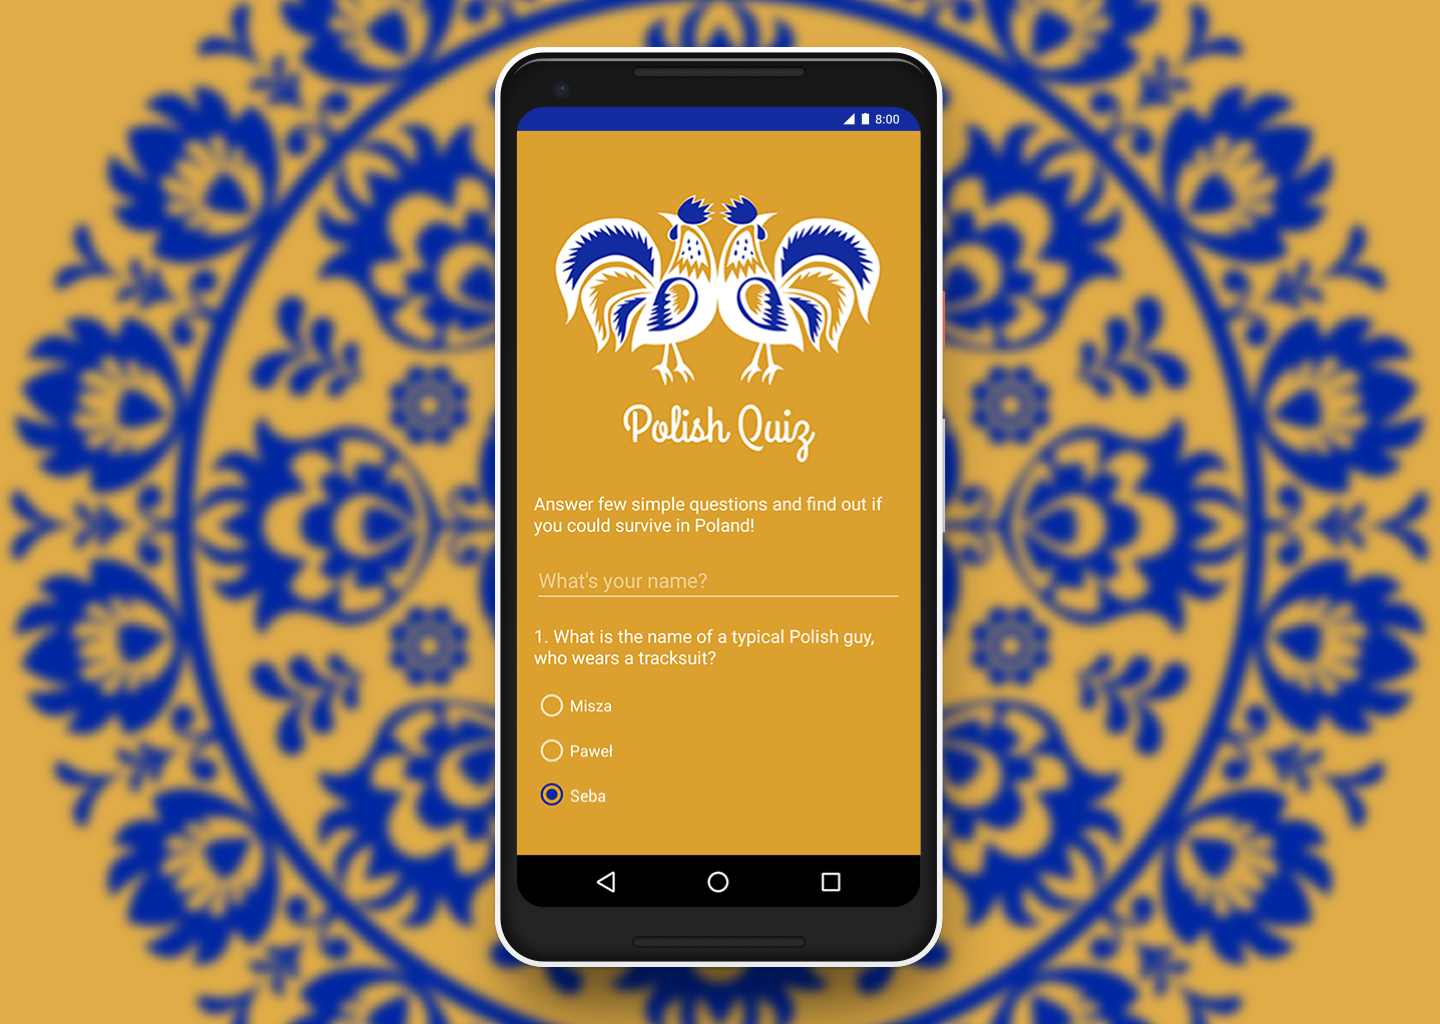 8:00
Polish Quiz
Answer few simple questions and find out if
you could survive in Poland!
What's your name?
1. What is the name of a typical Polish guy,
who wears a tracksuit?
Misza
Paweł
Seba